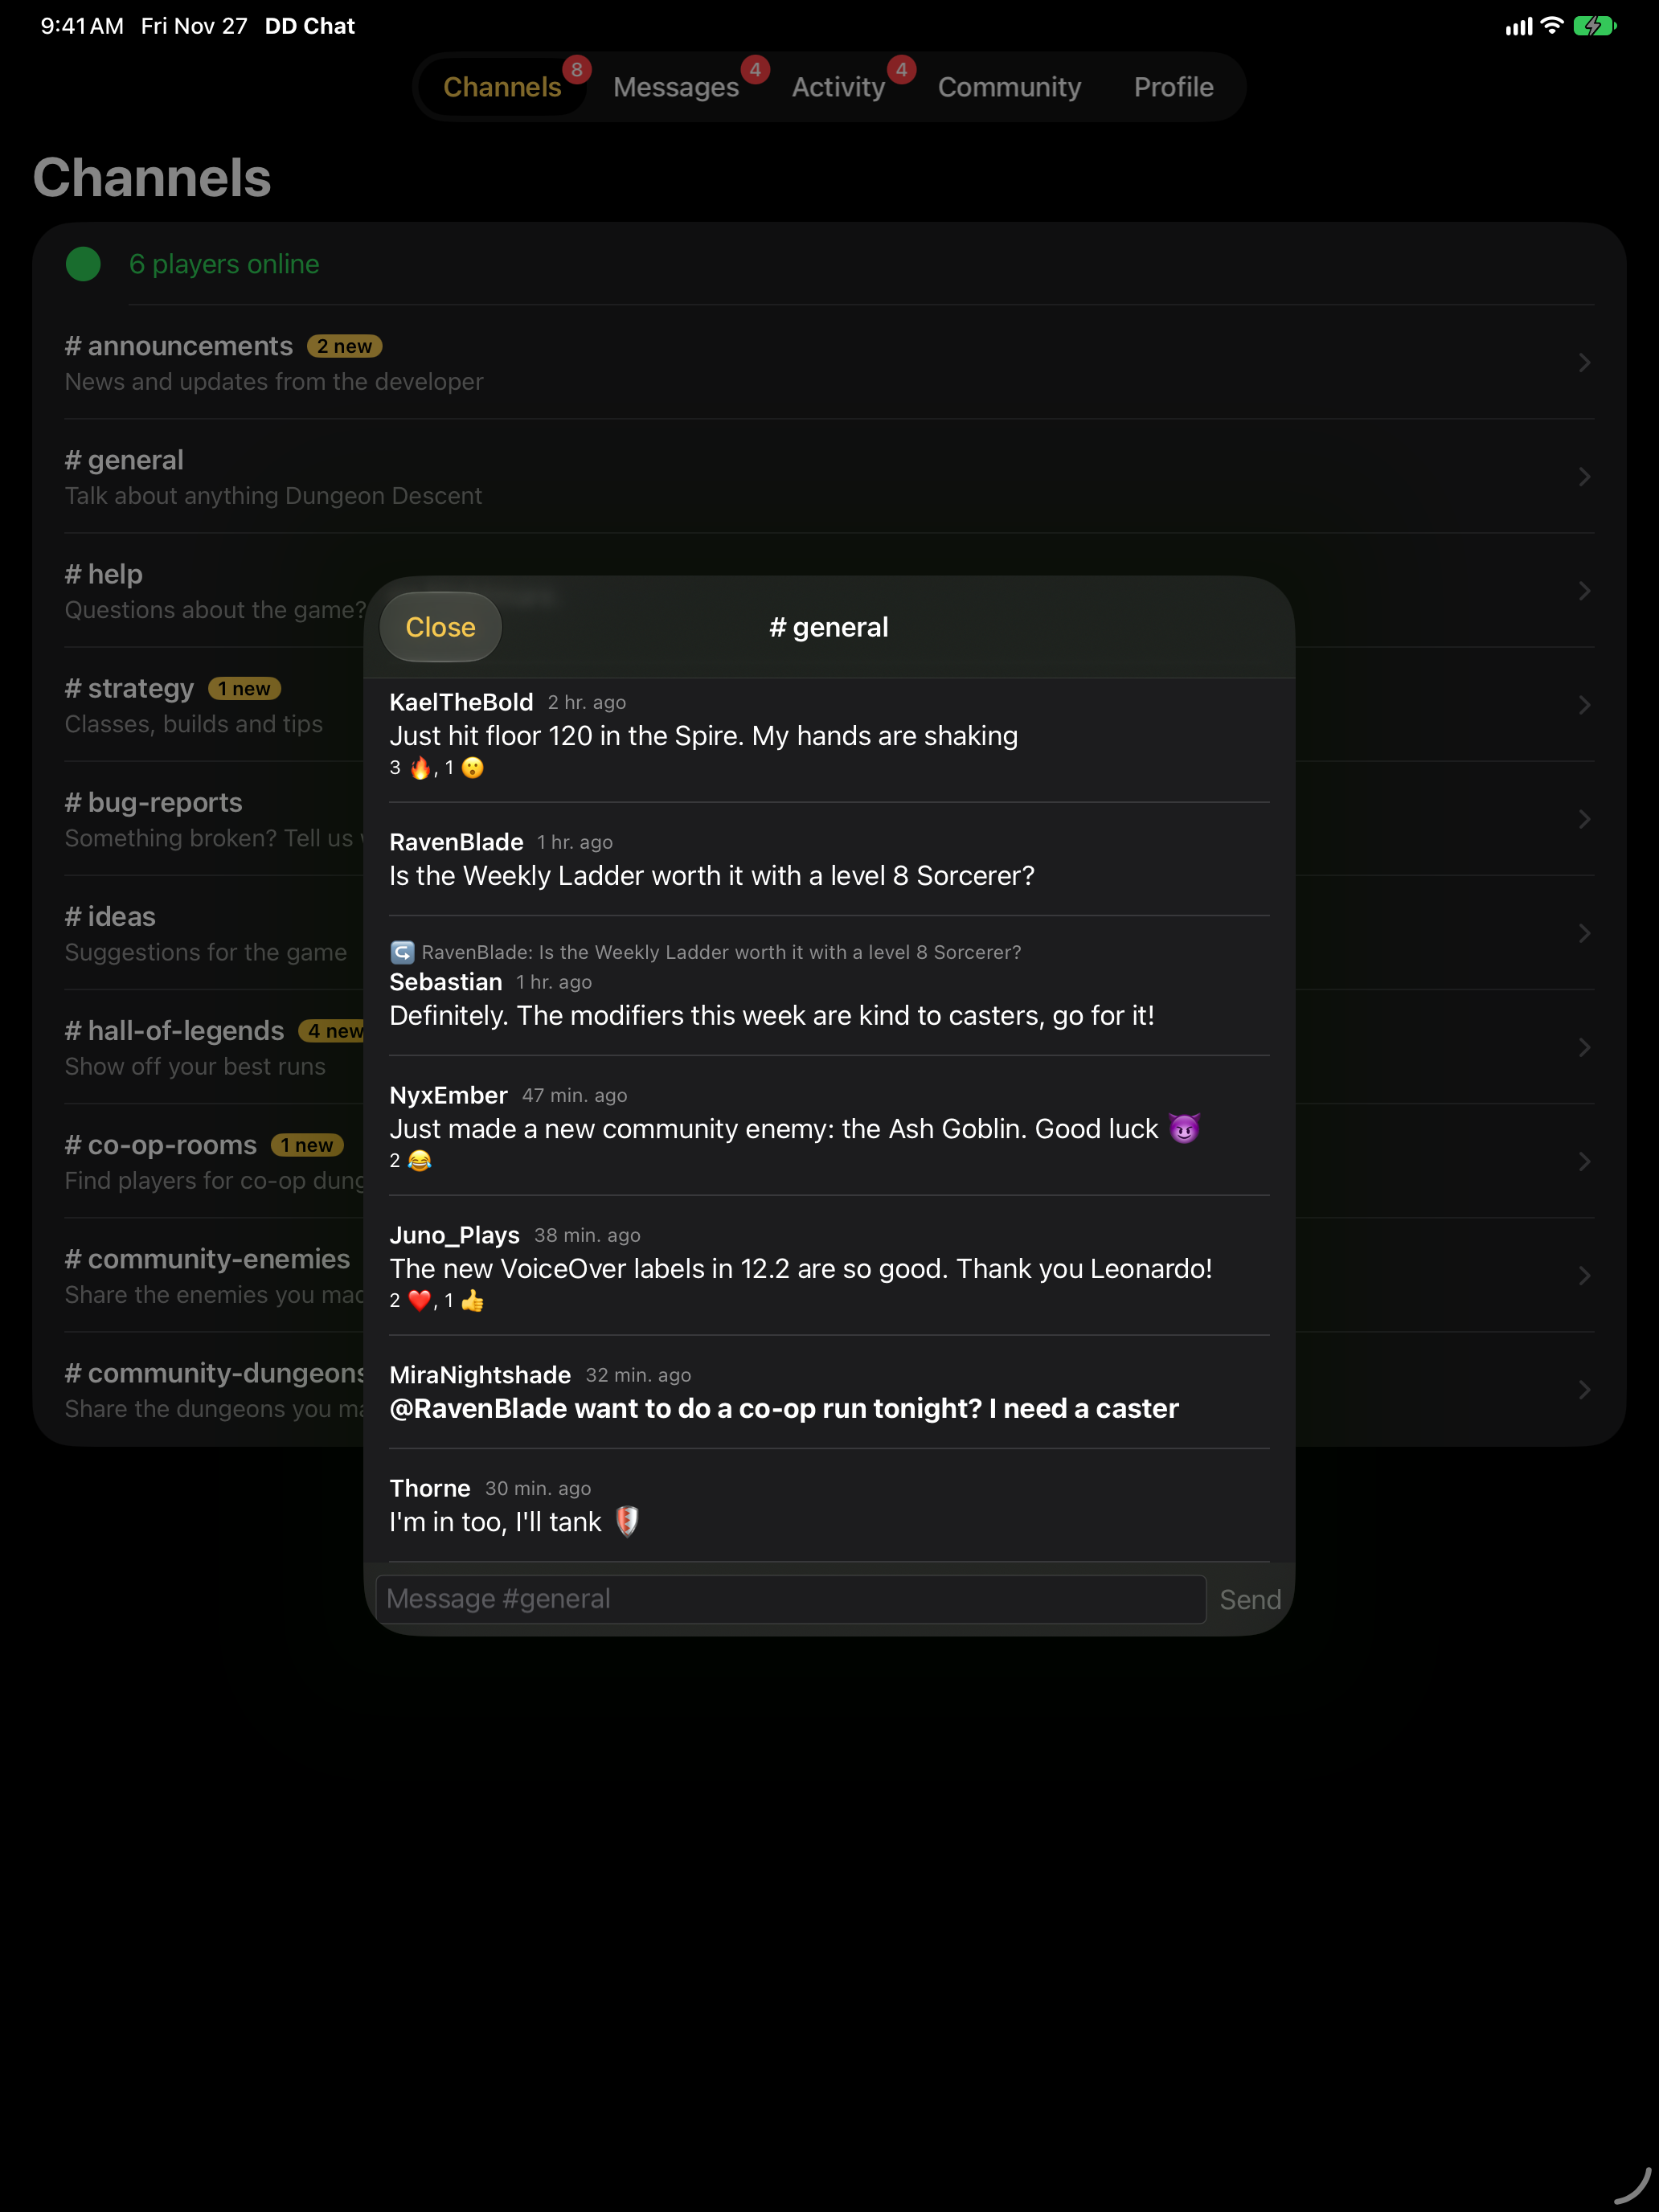 9:41 AM Fri Nov 27 DD Chat
Channels 8 Messages 4 Activity 4 Community Profile
Channels
6 players online
# announcements 2 new
News and updates from the developer
# general
Talk about anything Dungeon Descent
# help
Questions about the game?
# strategy 1 new
Classes, builds and tips
# bug-reports
Something broken? Tell us
# ideas
Suggestions for the game
# hall-of-legends 4 new
Show off your best runs
# co-op-rooms 1 new
Find players for co-op
# community-enemies
Share the enemies you
# community-dungeons
Share the dungeons you
Close
# general
KaelTheBold 2 hr. ago
Just hit floor 120 in the Spire. My hands are shaking
3 🔥, 1 😮
RavenBlade 1 hr. ago
Is the Weekly Ladder worth it with a level 8 Sorcerer?
↪️ RavenBlade: Is the Weekly Ladder worth it with a level 8 Sorcerer?
Sebastian 1 hr. ago
Definitely. The modifiers this week are kind to casters, go for it!
NyxEmber 47 min. ago
Just made a new community enemy: the Ash Goblin. Good luck 😈
2 😂
Juno_Plays 38 min. ago
The new VoiceOver labels in 12.2 are so good. Thank you Leonardo!
2 ❤️, 1 👍
MiraNightshade 32 min. ago
@RavenBlade want to do a co-op run tonight? I need a caster
Thorne 30 min. ago
I'm in too, I'll tank 🛡️
Message #general
Send